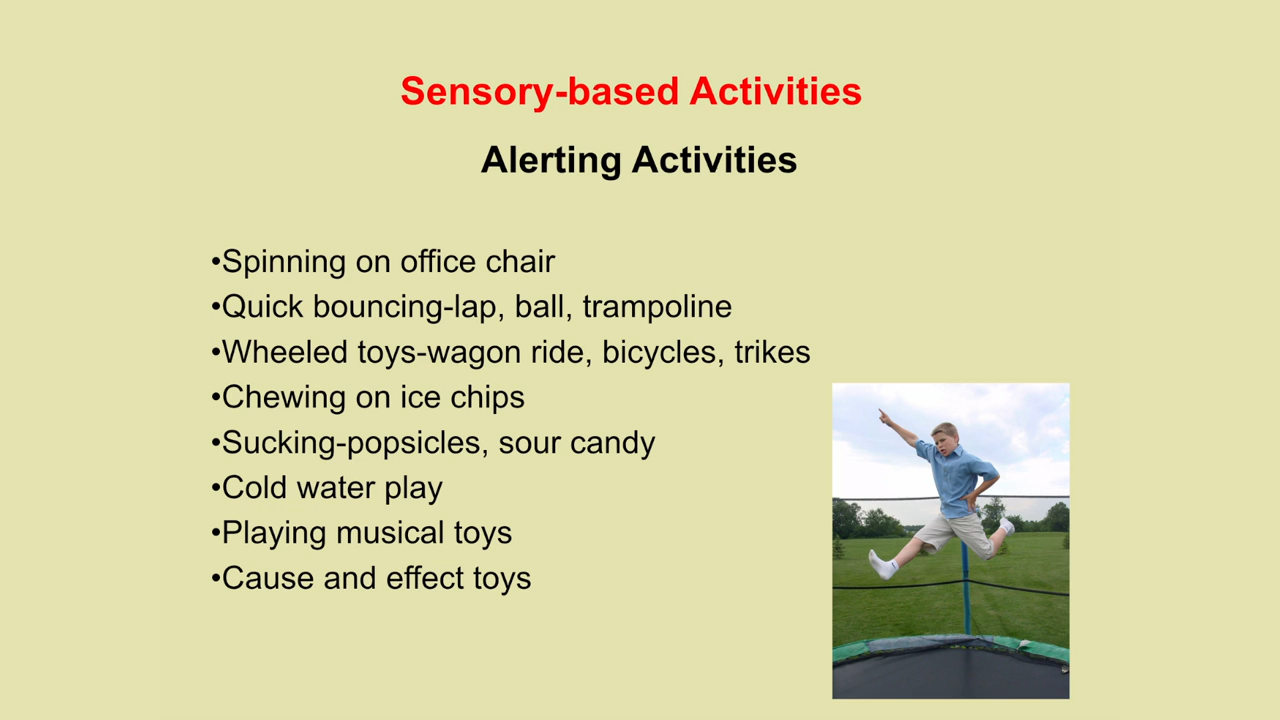 Sensory-based Activities
Alerting Activities
•Spinning on office chair
•Quick bouncing-lap, ball, trampoline
•Wheeled toys-wagon ride, bicycles, trikes
•Chewing on ice chips
•Sucking-popsicles, sour candy
•Cold water play
•Playing musical toys
•Cause and effect toys